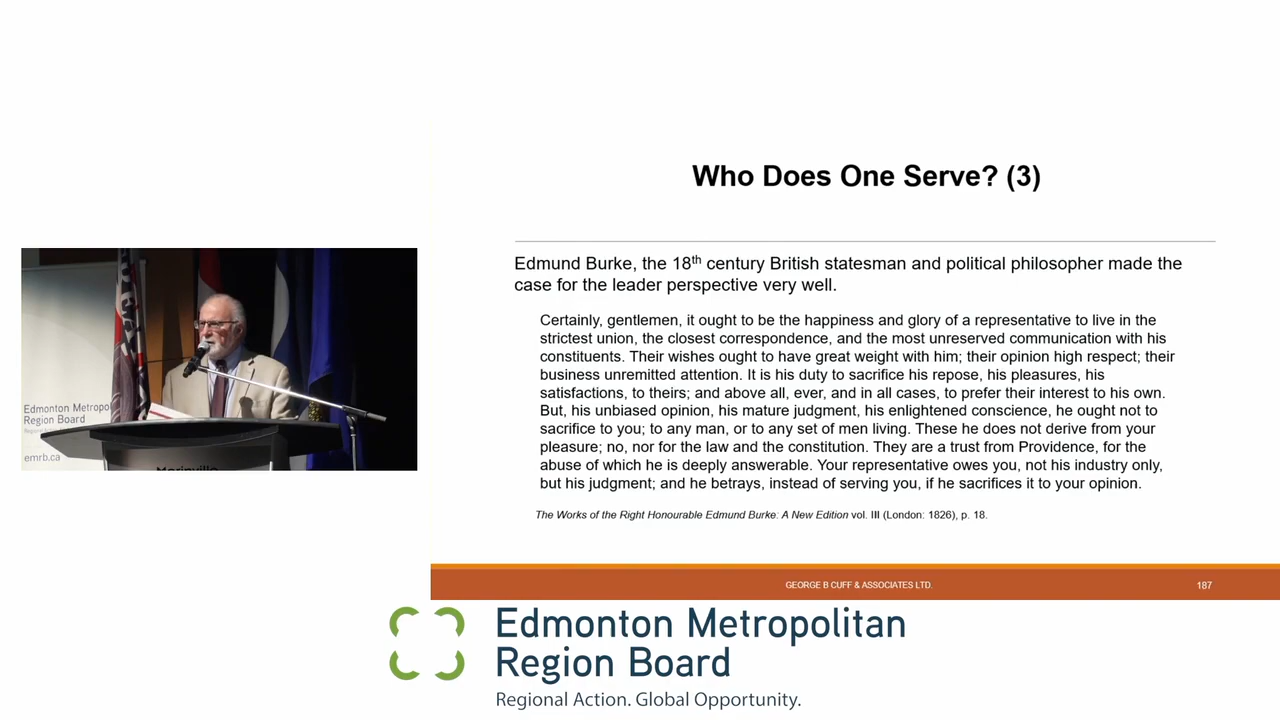 Who Does One Serve? (3)
Edmund Burke, the 18th century British statesman and political philosopher made the
case for the leader perspective very well.
Certainly, gentlemen, it ought to be the happiness and glory of a representative to live in the
strictest union, the closest correspondence, and the most unreserved communication with his
constituents. Their wishes ought to have great weight with him; their opinion high respect; their
business unremitted attention. It is his duty to sacrifice his repose, his pleasures, his
satisfactions, to theirs; and above all, ever, and in all cases, to prefer their interest to his own.
But, his unbiased opinion, his mature judgment, his enlightened conscience, he ought not to
sacrifice to you; to any man, or to any set of men living. These he does not derive from your
pleasure; no, nor for the law and the constitution. They are a trust from Providence, for the
abuse of which he is deeply answerable. Your representative owes you, not his industry only,
but his judgment; and he betrays, instead of serving you, if he sacrifices it to your opinion.
The Works of the Right Honourable Edmund Burke: A New Edition vol. III (London: 1826), p. 18.
GEORGE B CUFF & ASSOCIATES LTD.
187
Edmonton Metropol
Region Board
emrb.ca
Morinville
Edmonton Metropolitan
Region Board
Regional Action. Global Opportunity.